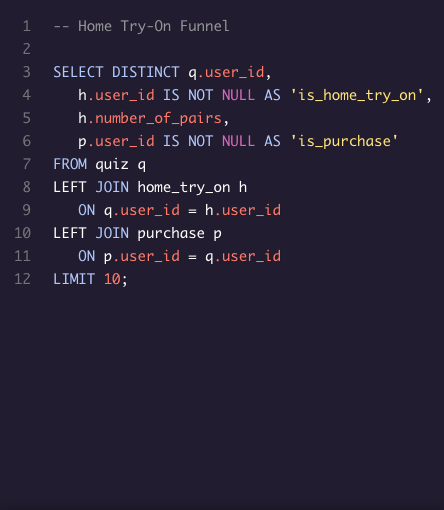 1 -- Home Try-On Funnel
2
3 SELECT DISTINCT q.user_id,
4 h.user_id IS NOT NULL AS 'is_home_try_on',
5 h.number_of_pairs,
6 p.user_id IS NOT NULL AS 'is_purchase'
7 FROM quiz q
8 LEFT JOIN home_try_on h
9 ON q.user_id = h.user_id
10 LEFT JOIN purchase p
11 ON p.user_id = q.user_id
12 LIMIT 10;